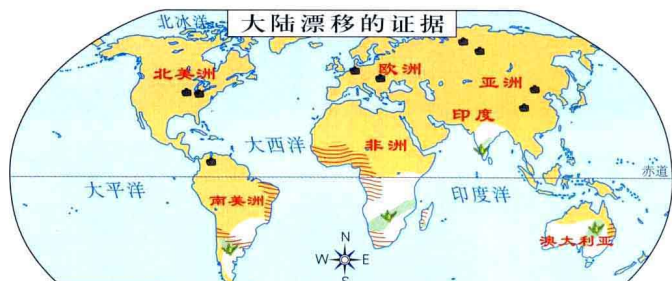 大陆漂移的证据
北冰洋
北美洲
欧洲
亚洲
印度
大西洋
非洲
赤道
太平洋
南美洲
印度洋
澳大利亚
N
W E
S